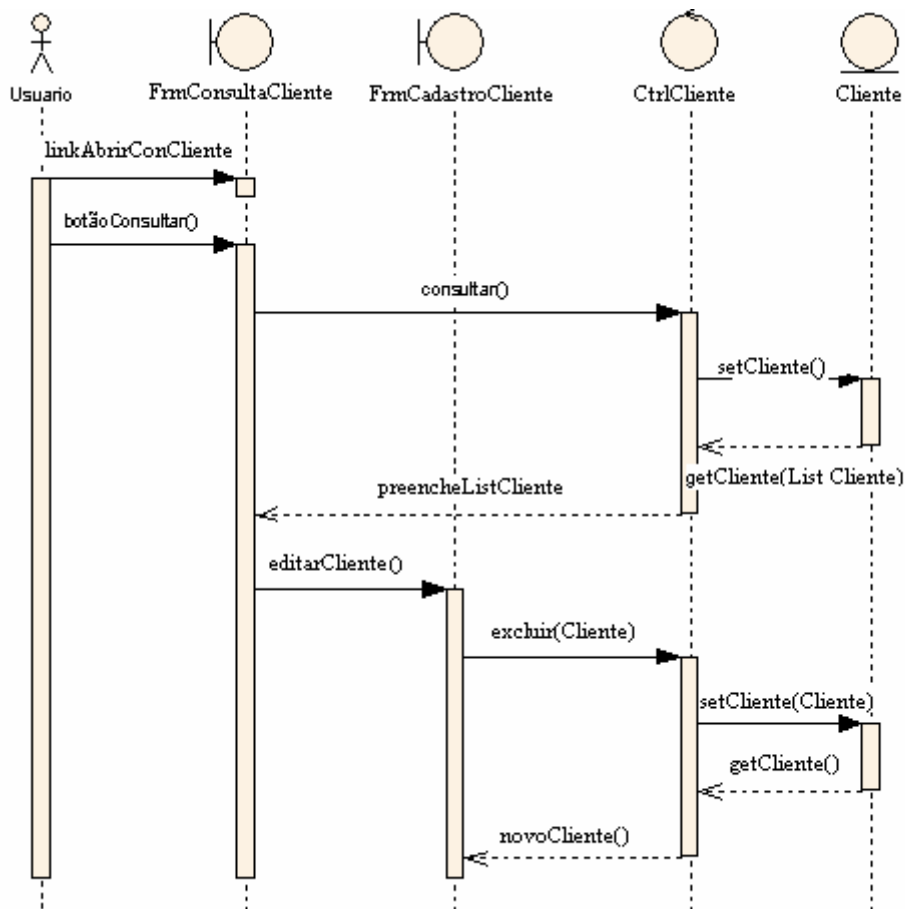 Usuario
FrmConsultaCliente
FrmCadastroCliente
CtrlCliente
Cliente
linkAbrirConCliente
botãoConsultar()
consultar()
setCliente()
getCliente(List Cliente)
preencheListCliente
editarCliente()
excluir(Cliente)
setCliente(Cliente)
getCliente()
novoCliente()